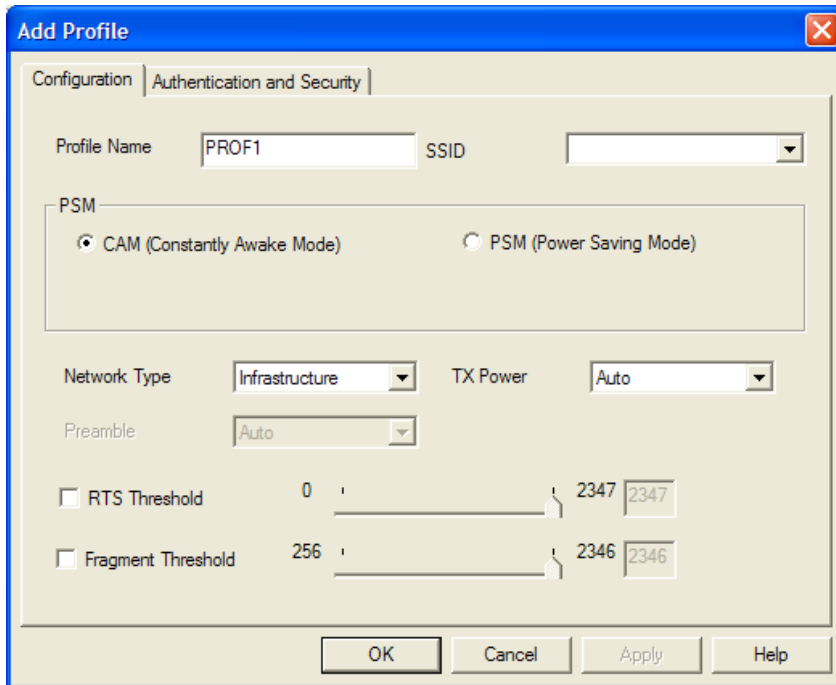 Add Profile
Configuration Authentication and Security
Profile Name PROF1 SSID
PSM
CAM (Constantly Awake Mode) PSM (Power Saving Mode)
Network Type Infrastructure TX Power Auto
Preamble Auto
RTS Threshold 0 2347 2347
Fragment Threshold 256 2346 2346
OK Cancel Apply Help